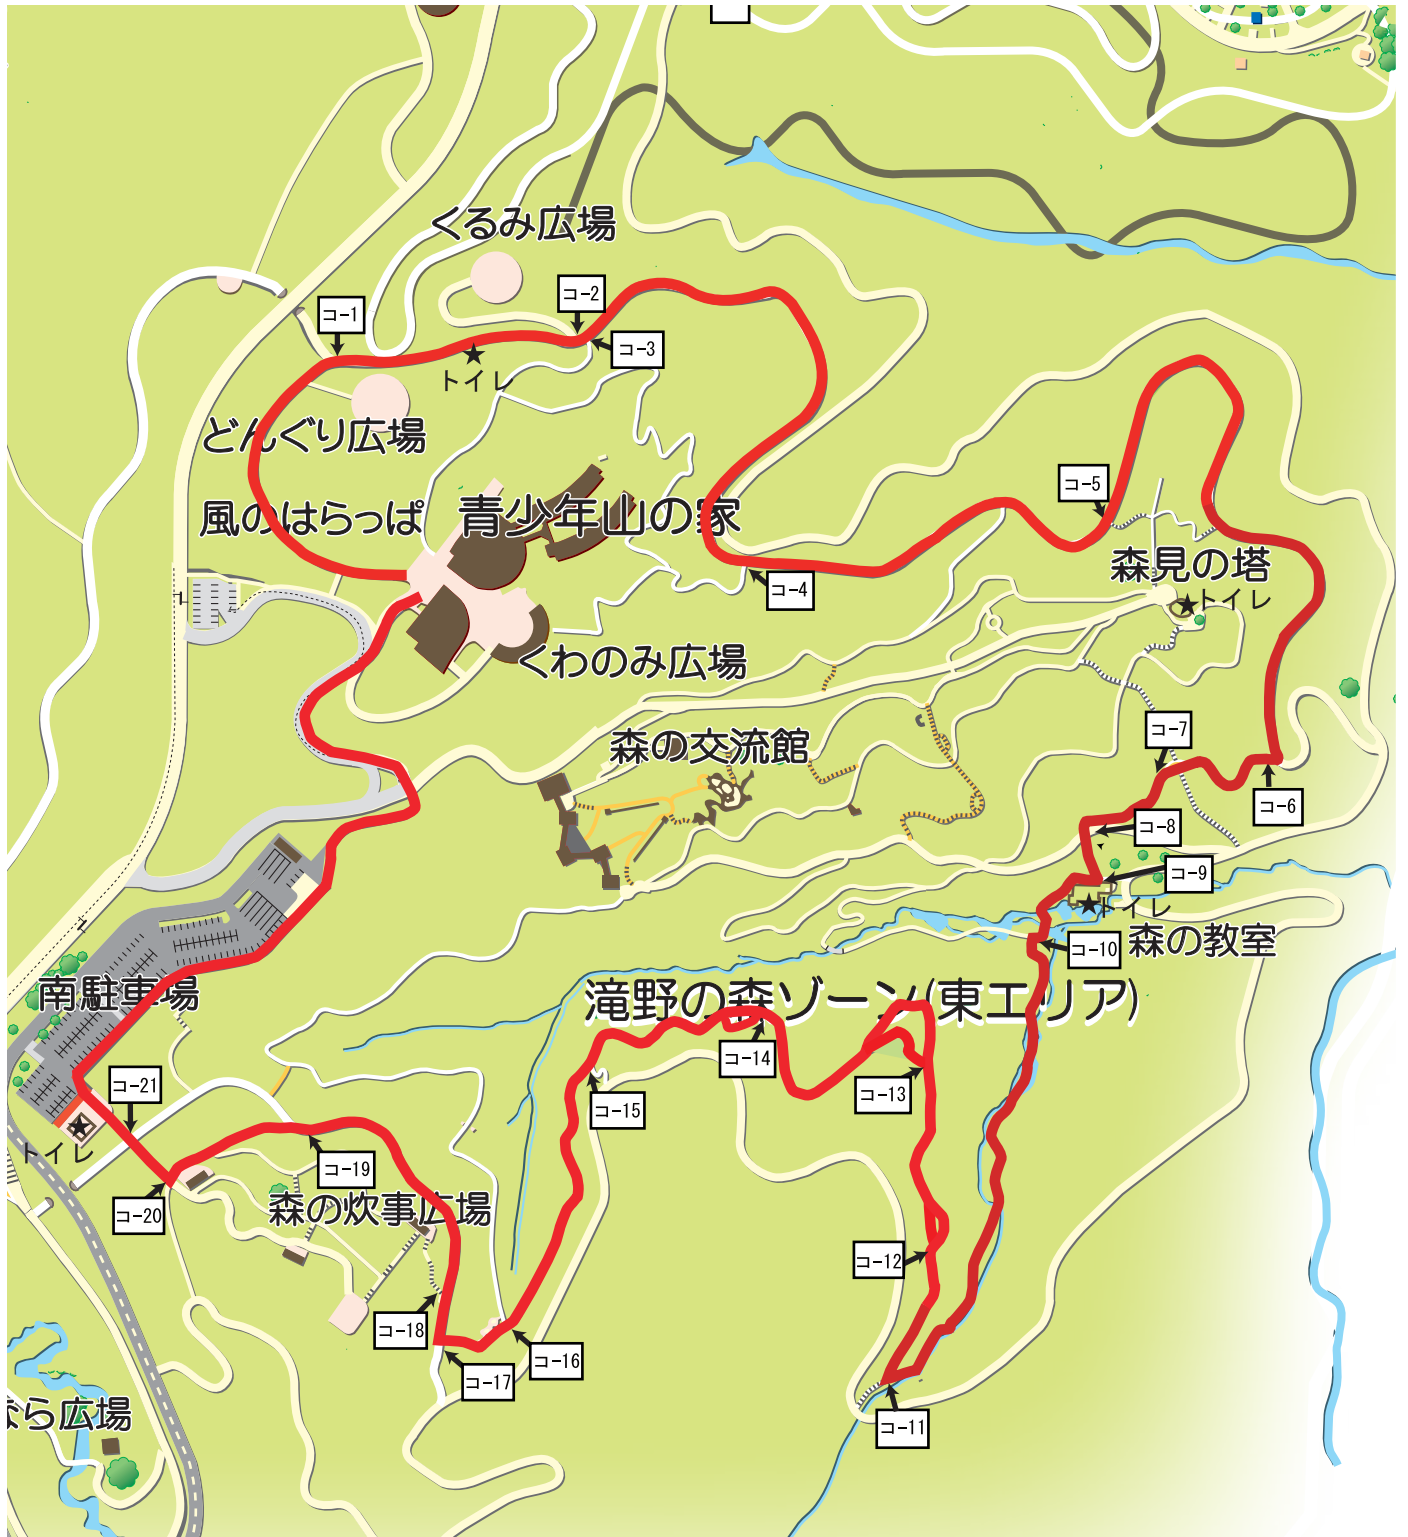 くるみ広場
コ-1
コ-2
コ-3
トイレ
どんぐり広場
風のはらっぱ
青少年山の家
コ-4
コ-5
森見の塔
トイレ
くわのみ広場
森の交流館
コ-7
コ-6
コ-8
コ-9
トイレ
森の教室
コ-10
南駐車場
滝野の森ゾーン(東エリア)
コ-14
コ-13
コ-15
コ-21
トイレ
コ-19
コ-20
森の炊事広場
コ-12
コ-18
コ-16
コ-17
コ-11
なら広場